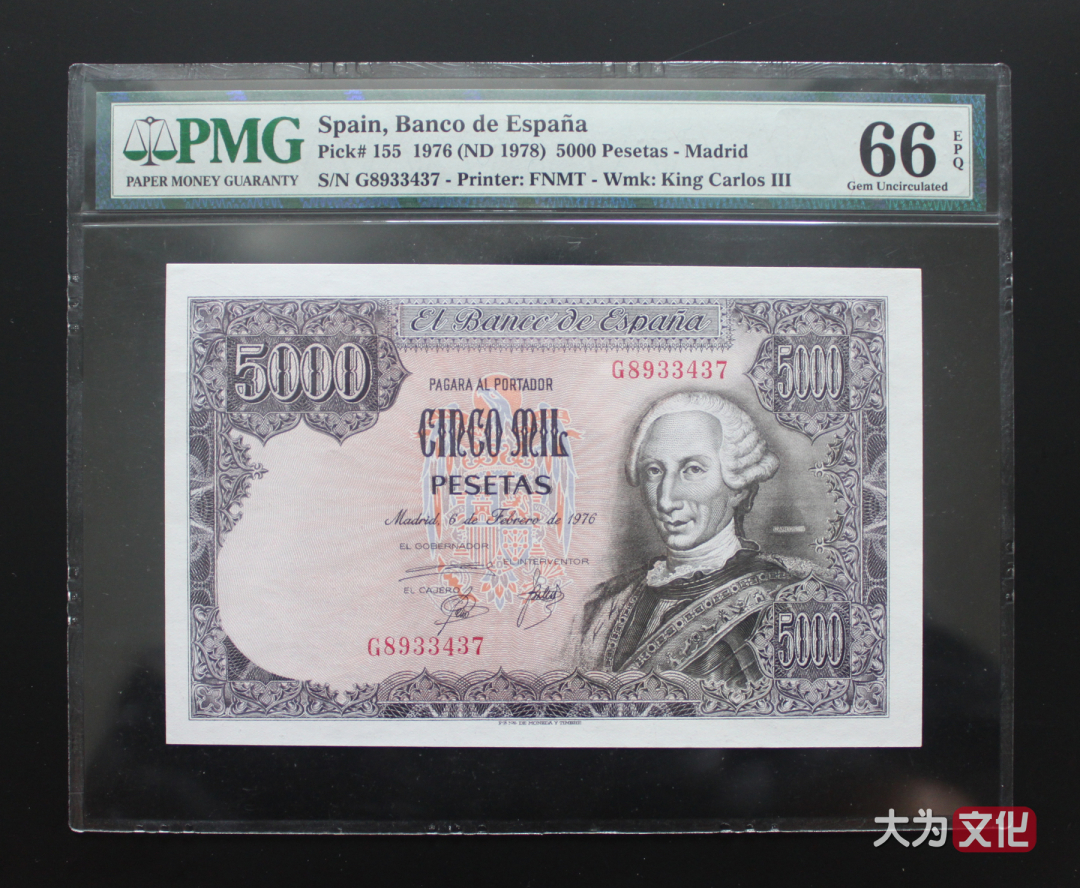 PMG
PAPER MONEY GUARANTY
Spain, Banco de España
Pick# 155 1976 (ND 1978) 5000 Pesetas - Madrid
S/N G8933437 - Printer: FNMT - Wmk: King Carlos III
66
EPQ
Gem Uncirculated
El Banco de España
5000
G8933437
5000
PAGARA AL PORTADOR
CINCO MIL
PESETAS
Madrid, 6 de Febrero de 1976
EL GOBERNADOR
EL INTERVENTOR
EL CAJERO
G8933437
5000
大为文化